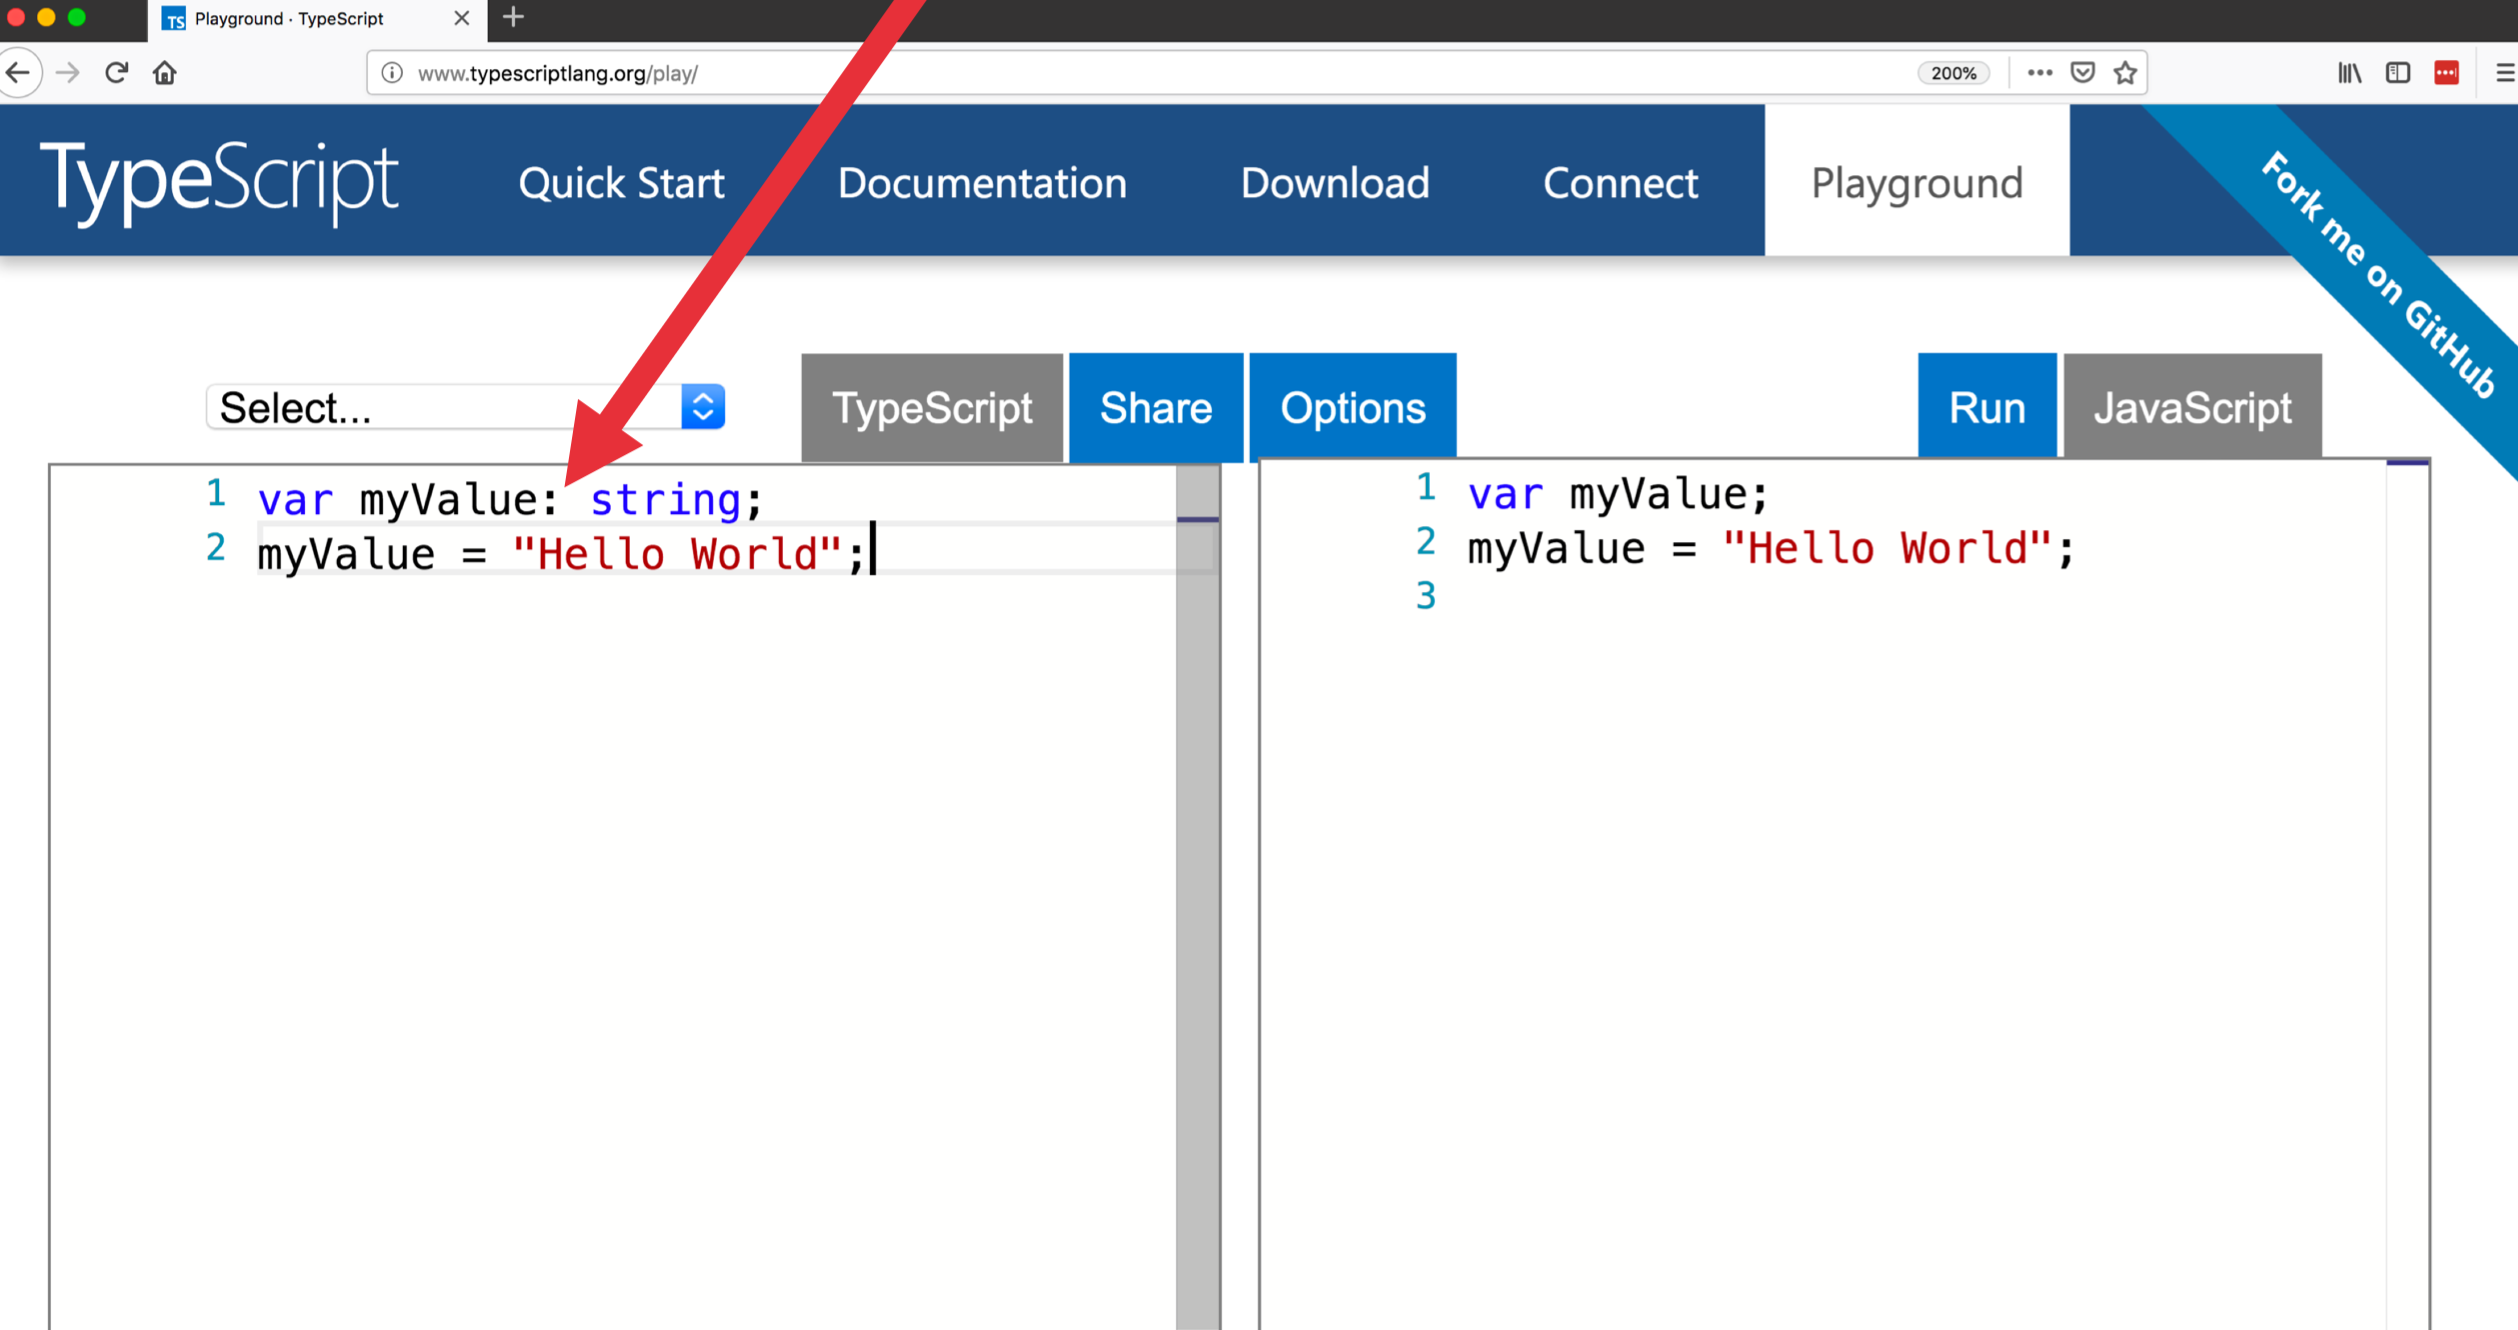 TS Playground · TypeScript
www.typescriptlang.org/play/ 200%
TypeScript Quick Start Documentation Download Connect Playground
Fork me on GitHub
Select... TypeScript Share Options Run JavaScript
1 var myValue: string;
2 myValue = "Hello World";
1 var myValue;
2 myValue = "Hello World";
3